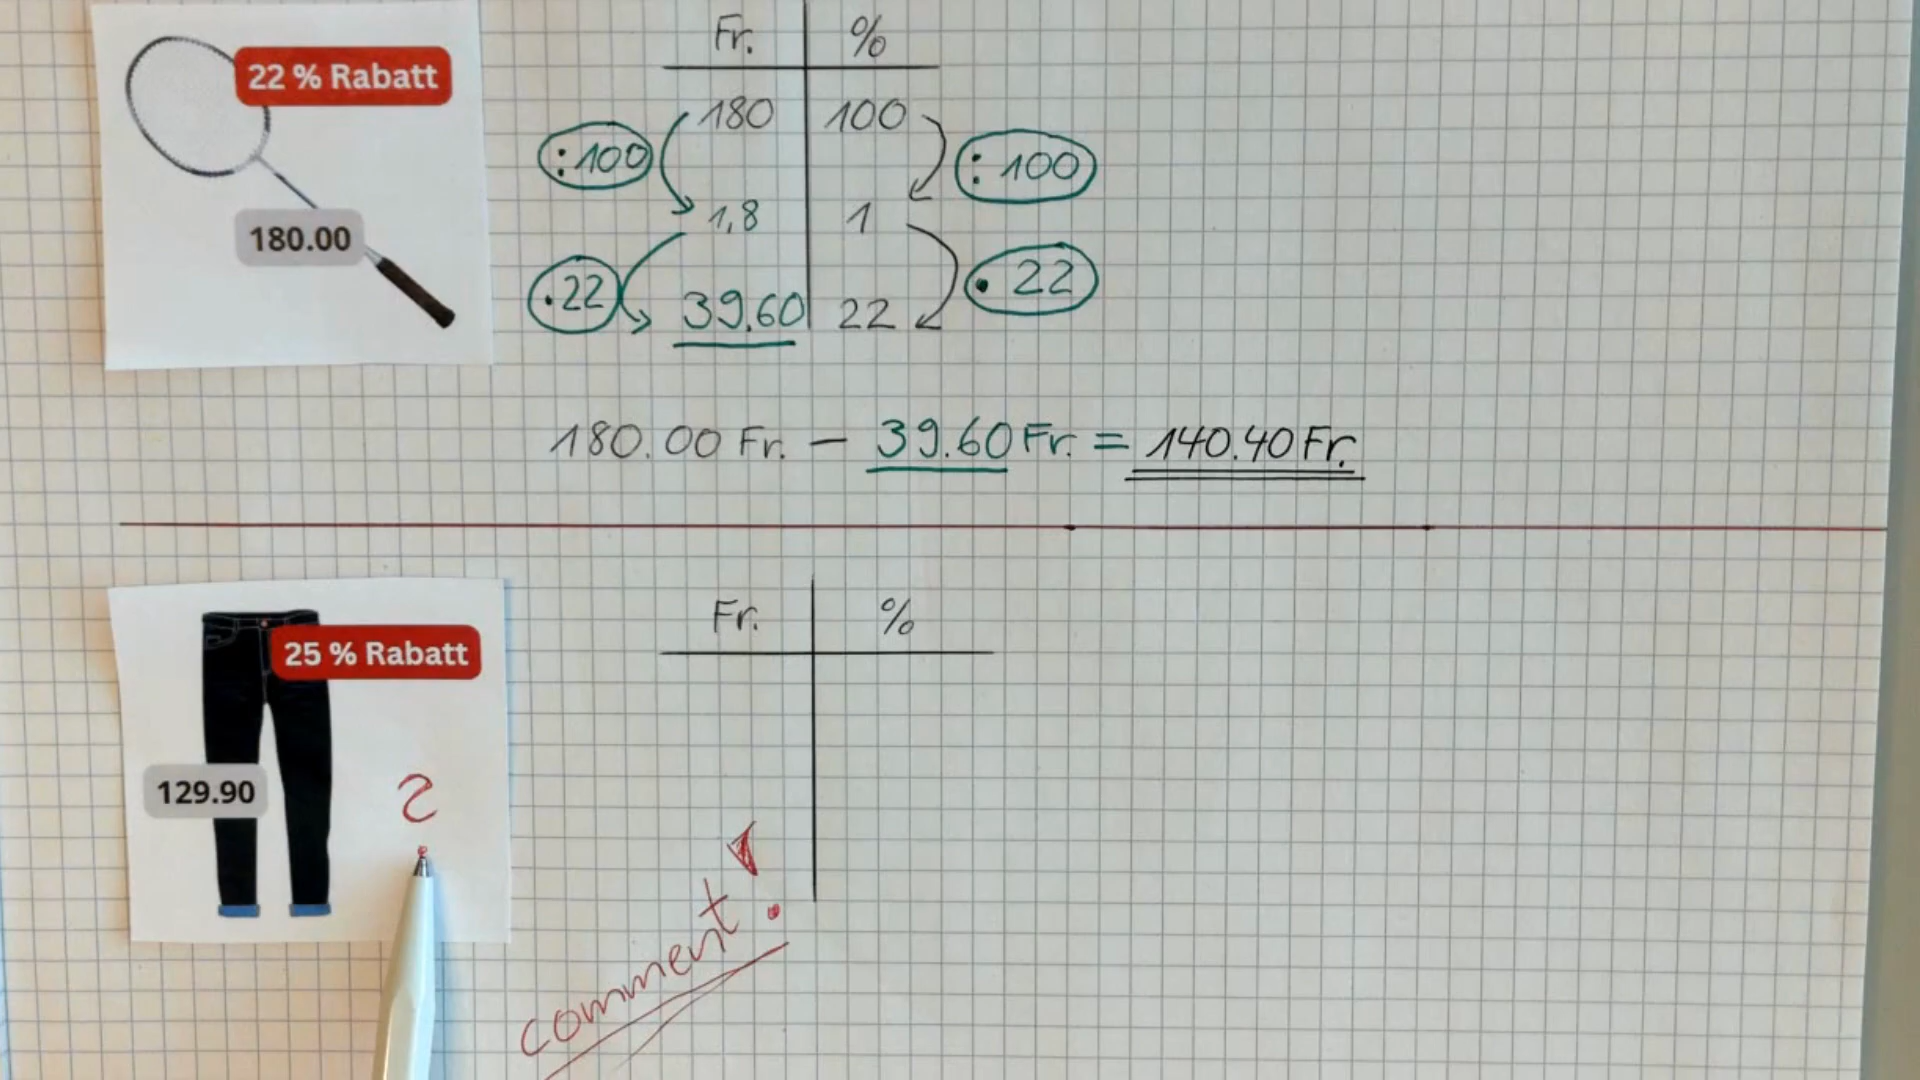 22 % Rabatt
180.00
Fr. %
180 100
:100 :100
1,8 1
·22 · 22
39.60 22
180.00 Fr. – 39.60 Fr. = 140.40 Fr.
25 % Rabatt
129.90
?
Fr. %
comment!